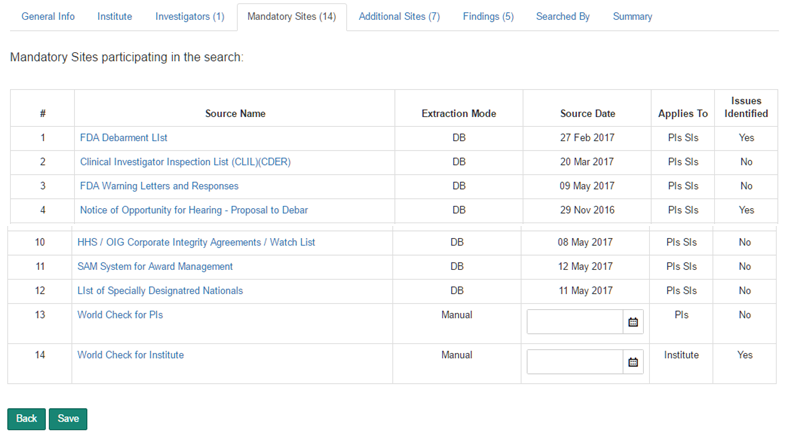 General Info Institute Investigators (1) Mandatory Sites (14) Additional Sites (7) Findings (5) Searched By Summary
Mandatory Sites participating in the search:
# Source Name Extraction Mode Source Date Applies To Issues Identified
1 FDA Debarment LIst DB 27 Feb 2017 PIs SIs Yes
2 Clinical Investigator Inspection List (CLIL)(CDER) DB 20 Mar 2017 PIs SIs No
3 FDA Warning Letters and Responses DB 09 May 2017 PIs SIs No
4 Notice of Opportunity for Hearing - Proposal to Debar DB 29 Nov 2016 PIs SIs Yes
10 HHS / OIG Corporate Integrity Agreements / Watch List DB 08 May 2017 PIs SIs No
11 SAM System for Award Management DB 12 May 2017 PIs SIs No
12 LIst of Specially Designatred Nationals DB 11 May 2017 PIs SIs No
13 World Check for PIs Manual PIs No
14 World Check for Institute Manual Institute Yes
Back Save